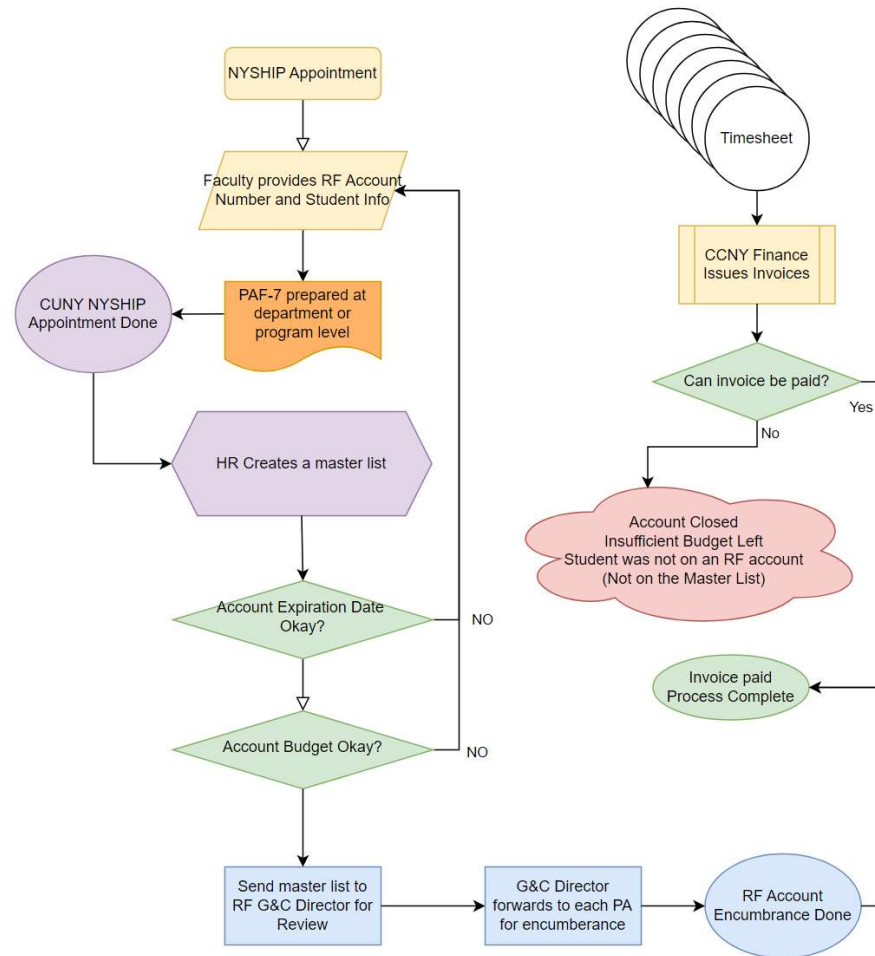 NYSHIP Appointment
Faculty provides RF Account
Number and Student Info
PAF-7 prepared at
department or
program level
CUNY NYSHIP
Appointment Done
HR Creates a master list
Account Expiration Date
Okay?
NO
Account Budget Okay?
NO
Send master list to
RF G&C Director for
Review
G&C Director
forwards to each PA
for encumberance
RF Account
Encumbrance Done
Timesheet
CCNY Finance
Issues Invoices
Can invoice be paid?
Yes
No
Account Closed
Insufficient Budget Left
Student was not on an RF account
(Not on the Master List)
Invoice paid
Process Complete